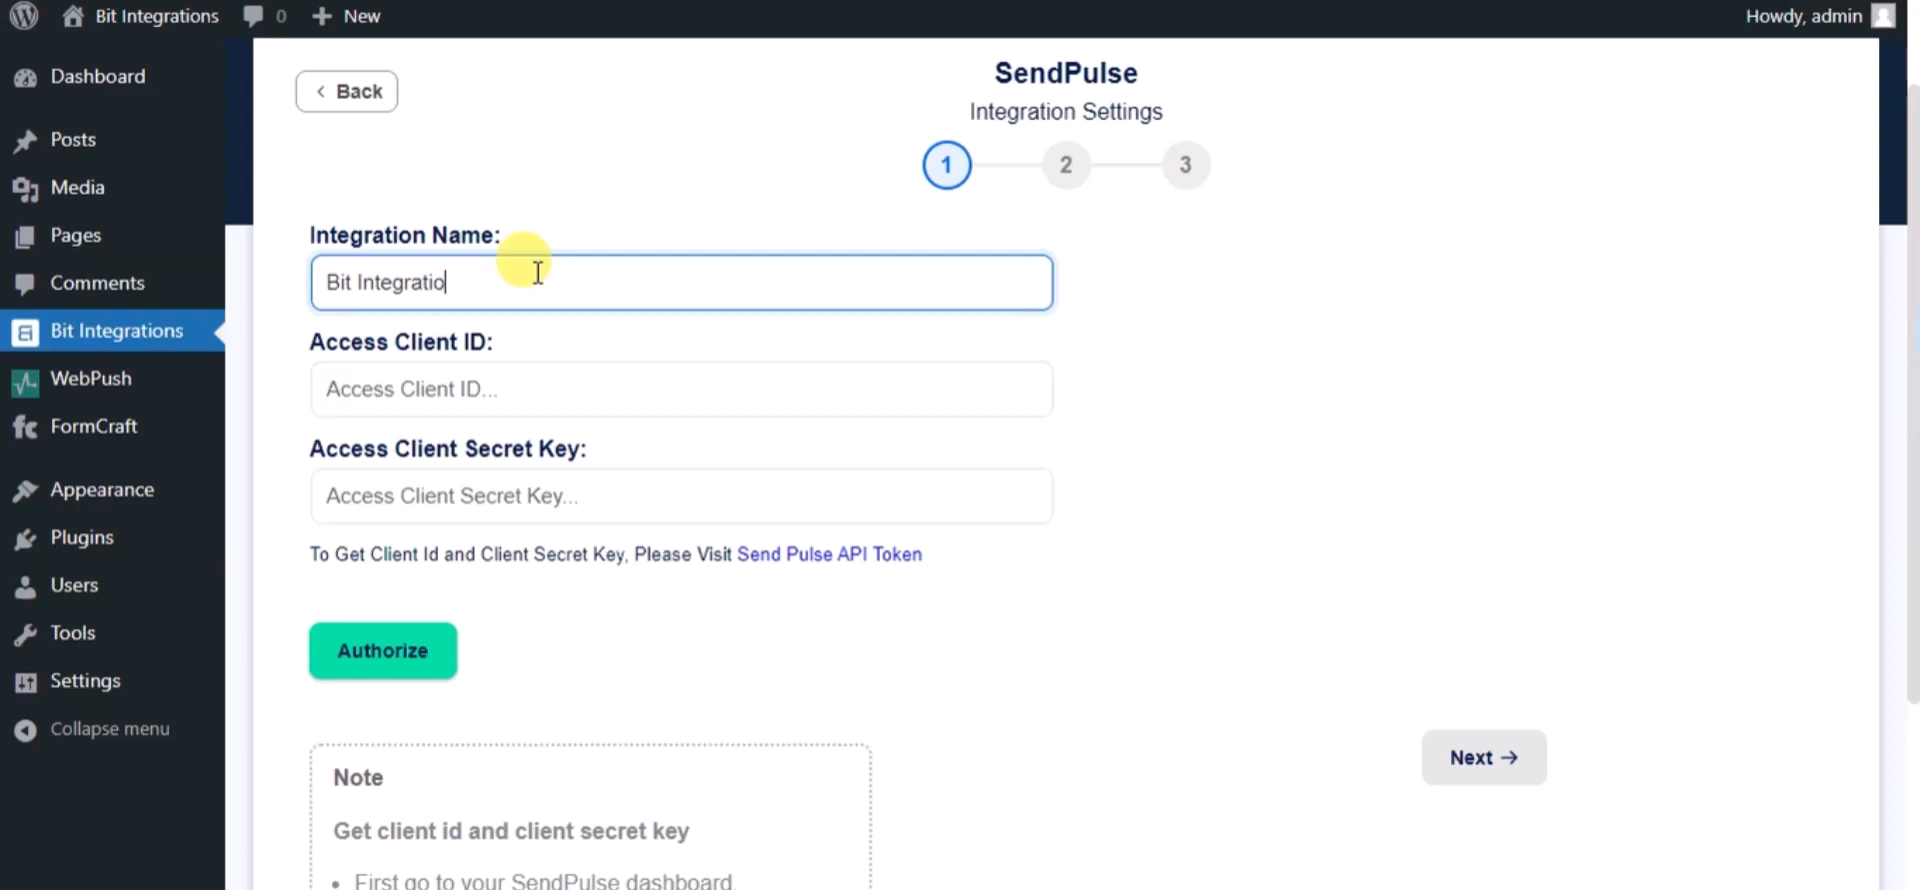 Bit Integrations 0 New Howdy, admin
Dashboard
Posts
Media
Pages
Comments
Bit Integrations
WebPush
FormCraft
Appearance
Plugins
Users
Tools
Settings
Collapse menu
Back
SendPulse
Integration Settings
1 2 3
Integration Name:
Bit Integratio
Access Client ID:
Access Client ID...
Access Client Secret Key:
Access Client Secret Key...
To Get Client Id and Client Secret Key, Please Visit Send Pulse API Token
Authorize
Next →
Note
Get client id and client secret key
• First go to your SendPulse dashboard.